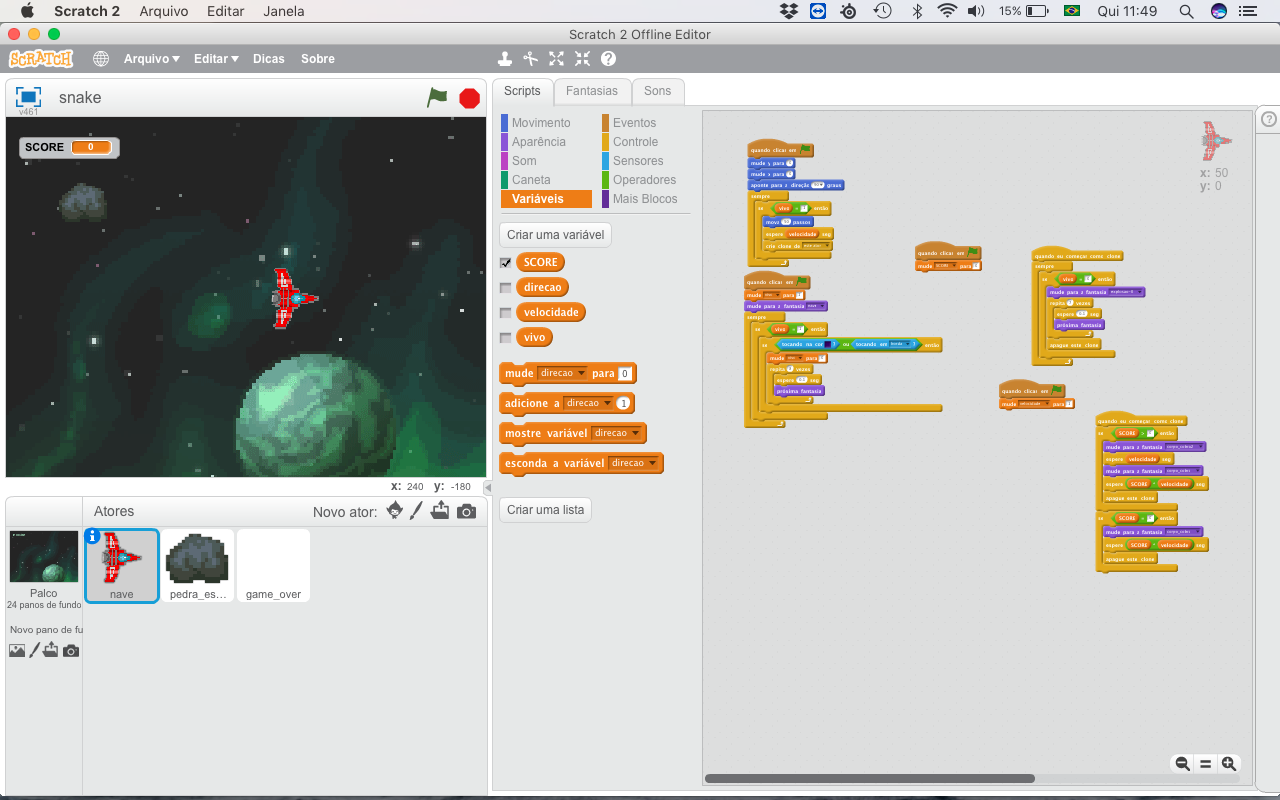 Scratch 2 Arquivo Editar Janela 15% Qui 11:49
Scratch 2 Offline Editor
SCRATCH Arquivo Editar Dicas Sobre
v461 snake
SCORE 0
x: 240 y: -180
Atores Novo ator:
Palco
24 panos de fundo
Novo pano de fu
nave pedra_es... game_over
Scripts Fantasias Sons
Movimento Eventos
Aparência Controle
Som Sensores
Caneta Operadores
Variáveis Mais Blocos
Criar uma variável
SCORE
direcao
velocidade
vivo
mude direcao para 0
adicione a direcao 1
mostre variável direcao
esconda a variável direcao
Criar uma lista
x: 50
y: 0
quando clicar em
mude y para
mude x para
aponte para a direção graus
sempre
se vivo = então
mova passos
espere velocidade seg
crie clone de
quando clicar em
mude para
mude para a fantasia
sempre
se vivo = então
se tocando na cor ? ou tocando em ? então
mude para
repita vezes
espere seg
próxima fantasia
quando clicar em
mude para
quando eu começar como clone
sempre
se vivo = então
mude para a fantasia
repita vezes
espere seg
próxima fantasia
apague este clone
quando clicar em
mude para
quando eu começar como clone
se SCORE então
mude para a fantasia
espere velocidade seg
mude para a fantasia
espere SCORE * velocidade seg
apague este clone
se SCORE então
mude para a fantasia
espere SCORE * velocidade seg
apague este clone